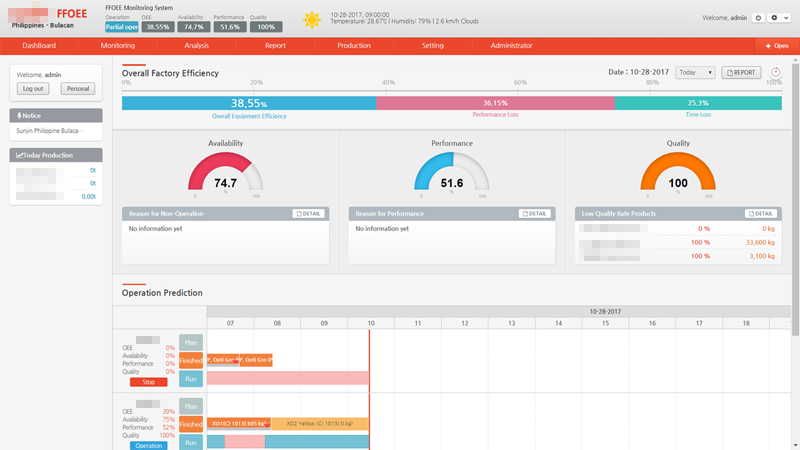 FFOEE
Philippines - Bulacan
FFOEE Monitoring System
Operation OEE Availability Performance Quality
Partial oper 38,55% 74,7% 51,6% 100%
10-28-2017, 09:00:00
Temperature: 28.67℃ | Humidity: 79% | 2.6 km/h Clouds
Welcome, admin
DashBoard Monitoring Analysis Report Production Setting Administrator + Open
Welcome, admin
Log out Personal
Notice
Sunjin Philippine Bulaca···
Today Production
0t
0t
0,00t
Overall Factory Efficiency
Date : 10-28-2017 Today REPORT
0% 20% 40% 60% 80% 100%
38,55% 36,15% 25,3%
Overall Equipment Efficiency Performance Loss Time Loss
Availability Performance Quality
74.7 51.6 100
% % %
0 100 0 100 0 100
Reason for Non-Operation DETAIL
No information yet
Reason for Performance DETAIL
No information yet
Low Quality Rate Products DETAIL
0 % 0 kg
100 % 33,600 kg
100 % 3,100 kg
Operation Prediction
10-28-2017
07 08 09 10 11 12 13 14 15 16 17 18
OEE 0%
Availability 0%
Performance 0%
Quality 0%
Stop
Plan
Finished
Run
OEE 39%
Availability 75%
Performance 52%
Quality 100%
Operation
Plan
Finished XO1(C) 1013( 695 kg) XO2 Yellow (C) 1013( 0 kg)
Run